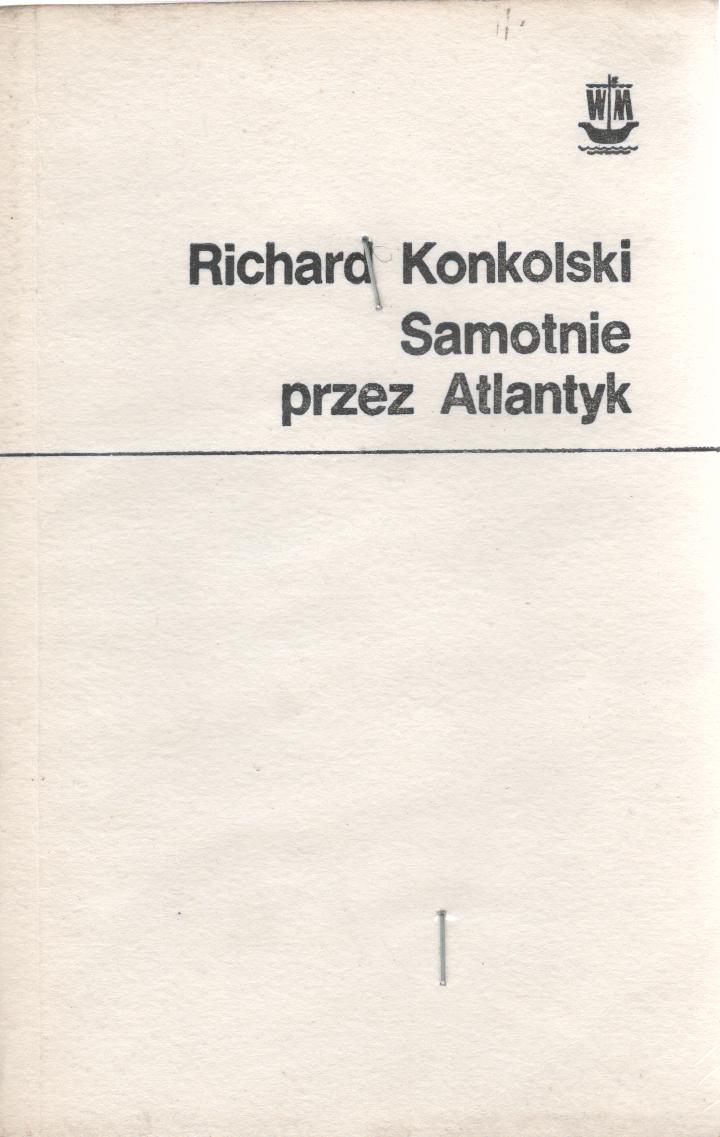 WM
Richard Konkolski
Samotnie
przez Atlantyk